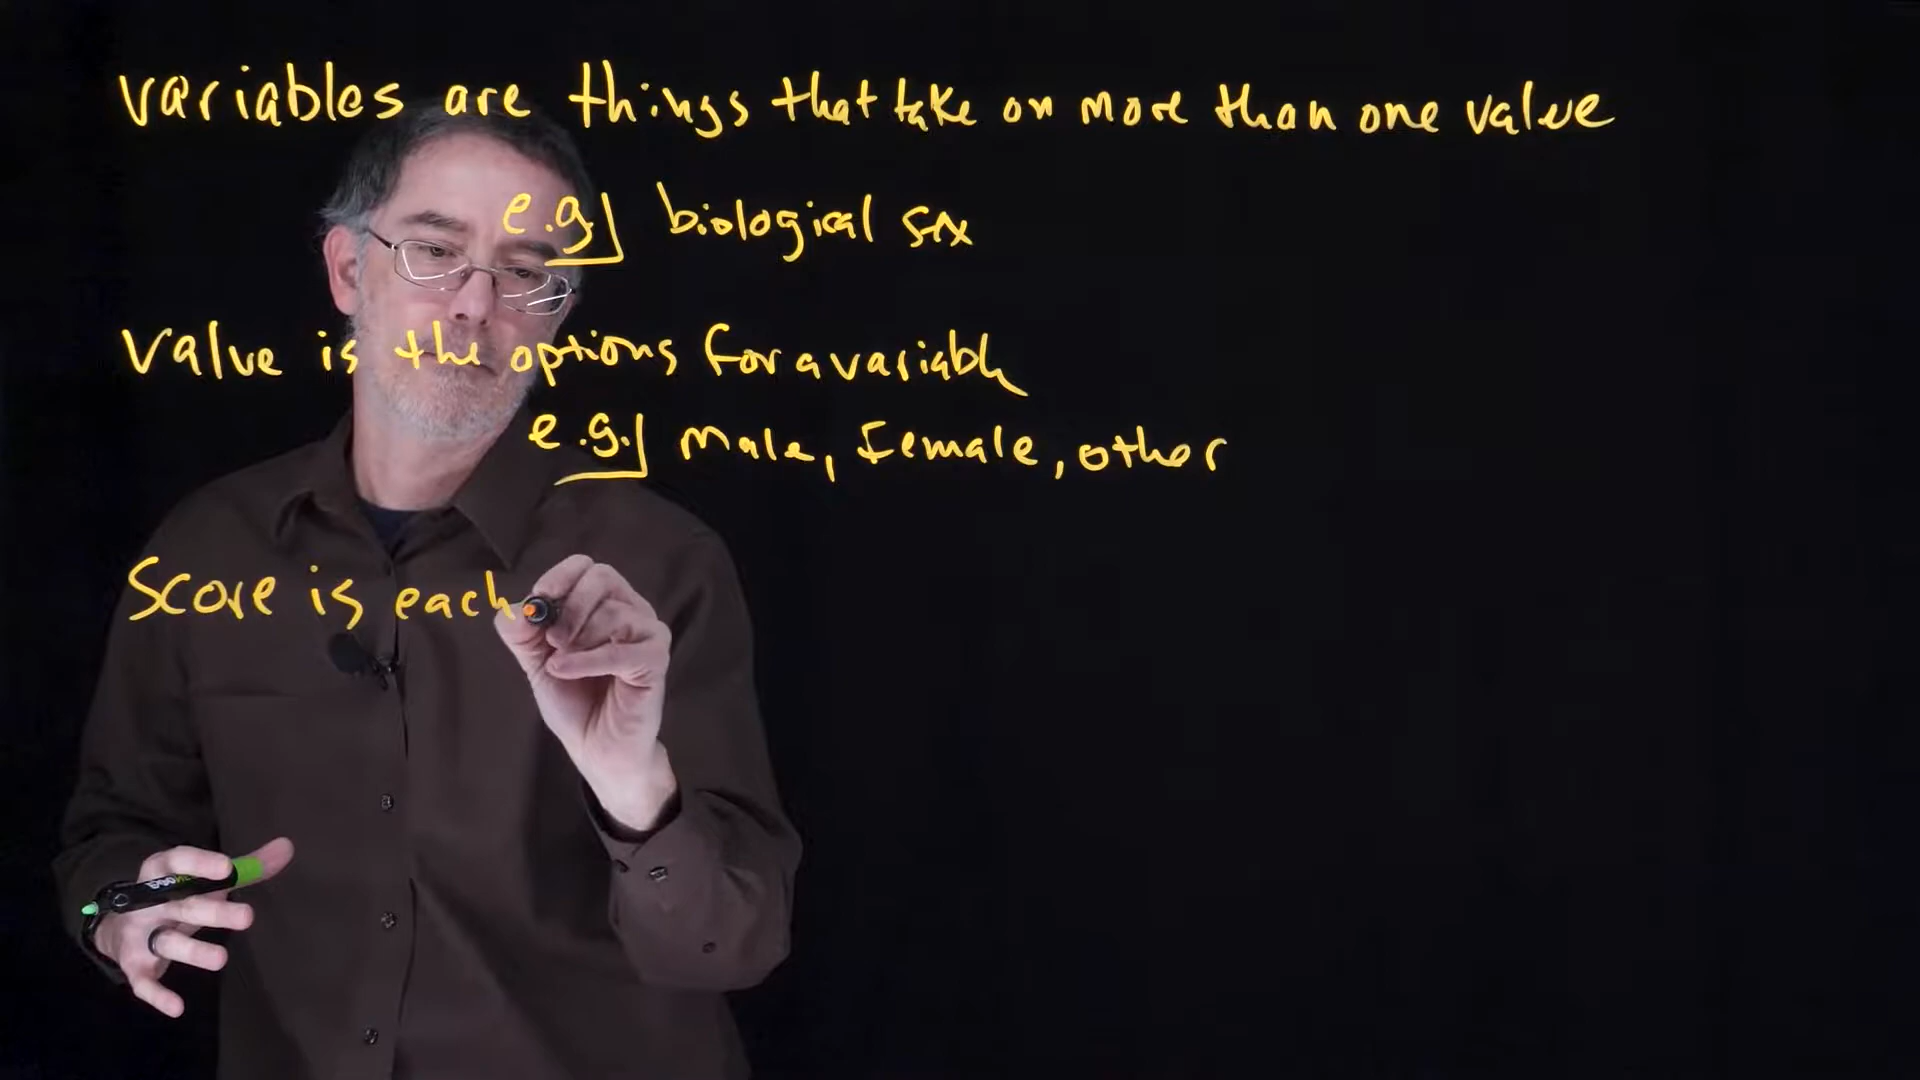 variables are things that take on more than one value
e.g. biological sex
Value is the options for a variable
e.g. Male, Female, other
Score is each